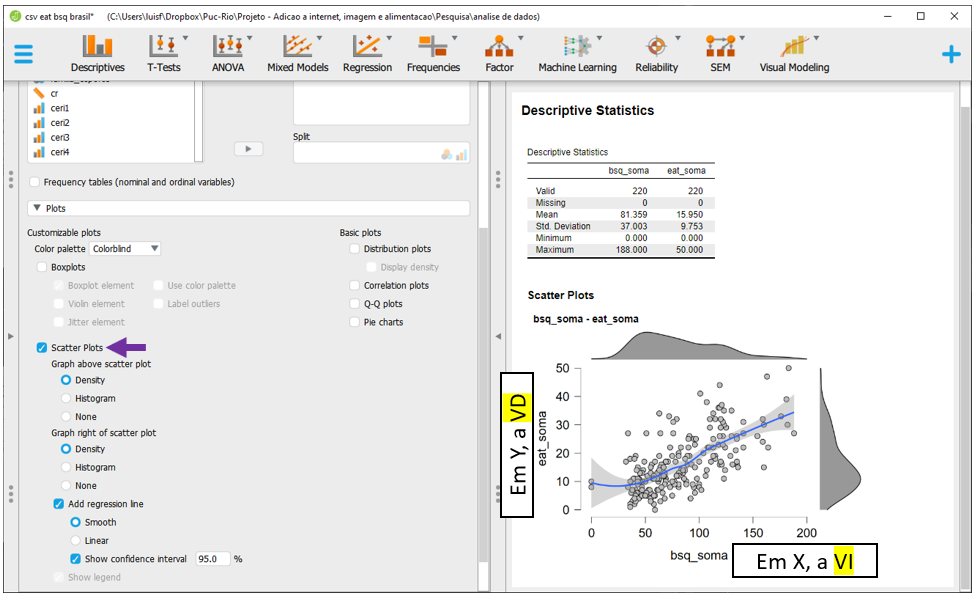 csv eat bsq brasil* (C:\Users\luisf\Dropbox\Puc-Rio\Projeto - Adicao a internet, imagem e alimentacao\Pesquisa\analise de dados)
Descriptives T-Tests ANOVA Mixed Models Regression Frequencies Factor Machine Learning Reliability SEM Visual Modeling
cr
ceri1
ceri2
ceri3
ceri4
Split
Frequency tables (nominal and ordinal variables)
Plots
Customizable plots
Color palette Colorblind
Boxplots
Boxplot element Use color palette
Violin element Label outliers
Jitter element
Basic plots
Distribution plots
Display density
Correlation plots
Q-Q plots
Pie charts
Scatter Plots
Graph above scatter plot
Density
Histogram
None
Graph right of scatter plot
Density
Histogram
None
Add regression line
Smooth
Linear
Show confidence interval 95.0 %
Show legend
Descriptive Statistics
Descriptive Statistics
bsq_soma eat_soma
Valid 220 220
Missing 0 0
Mean 81.359 15.950
Std. Deviation 37.003 9.753
Minimum 0.000 0.000
Maximum 188.000 50.000
Scatter Plots
bsq_soma - eat_soma
Em Y, a VD
eat_soma
50
40
30
20
10
0
0 50 100 150 200
bsq_soma
Em X, a VI